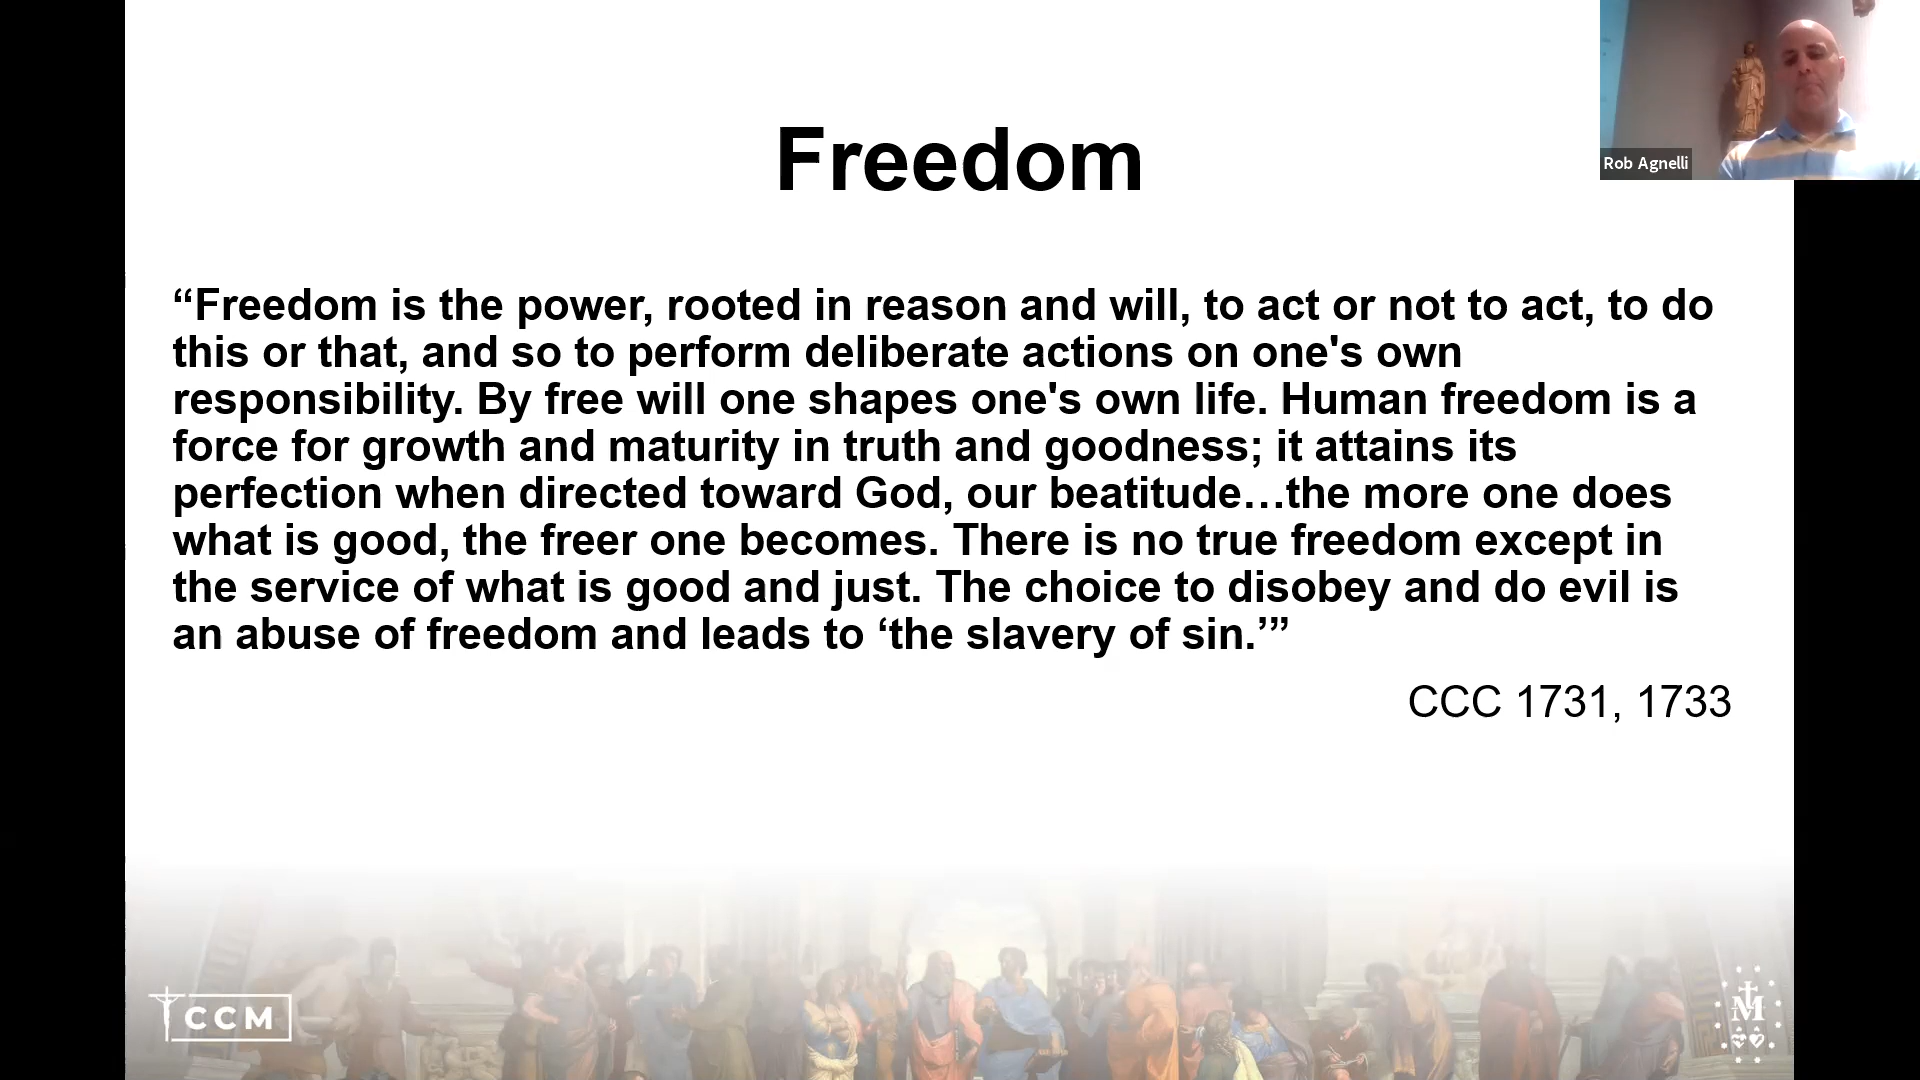 Freedom
Rob Agnelli
“Freedom is the power, rooted in reason and will, to act or not to act, to do
this or that, and so to perform deliberate actions on one's own
responsibility. By free will one shapes one's own life. Human freedom is a
force for growth and maturity in truth and goodness; it attains its
perfection when directed toward God, our beatitude…the more one does
what is good, the freer one becomes. There is no true freedom except in
the service of what is good and just. The choice to disobey and do evil is
an abuse of freedom and leads to ‘the slavery of sin.’”
CCC 1731, 1733
CCM
M